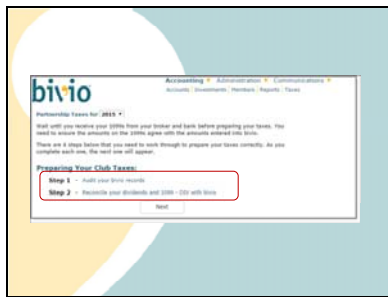 bivio
Accounting Administration Communications
Accounts Investments Members Reports Taxes
Partnership Taxes for 2015
Wait until you receive your 1099s from your broker and bank before preparing your taxes. You
need to ensure the amounts on the 1099s agree with the amounts entered into bivio.
There are 6 steps below that you need to work through to prepare your taxes correctly. As you
complete each one, the next one will appear.
Preparing Your Club Taxes:
Step 1 - Audit your bivio records
Step 2 - Reconcile your dividends and 1099 - DIV with bivio
Next